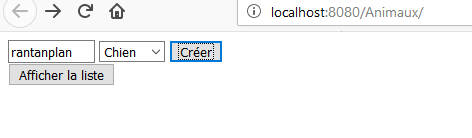 localhost:8080/Animaux/
rantanplan Chien Créer
Afficher la liste